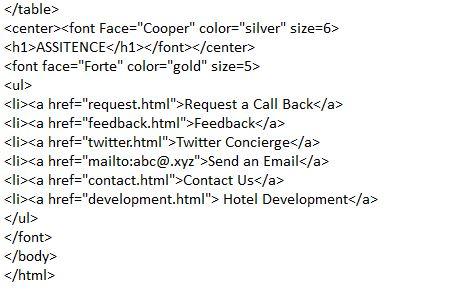 </table>
<center><font Face="Cooper" color="silver" size=6>
<h1>ASSITENCE</h1></font></center>
<font face="Forte" color="gold" size=5>
<ul>
<li><a href="request.html">Request a Call Back</a>
<li><a href="feedback.html">Feedback</a>
<li><a href="twitter.html">Twitter Concierge</a>
<li><a href="mailto:abc@.xyz">Send an Email</a>
<li><a href="contact.html">Contact Us</a>
<li><a href="development.html"> Hotel Development</a>
</ul>
</font>
</body>
</html>